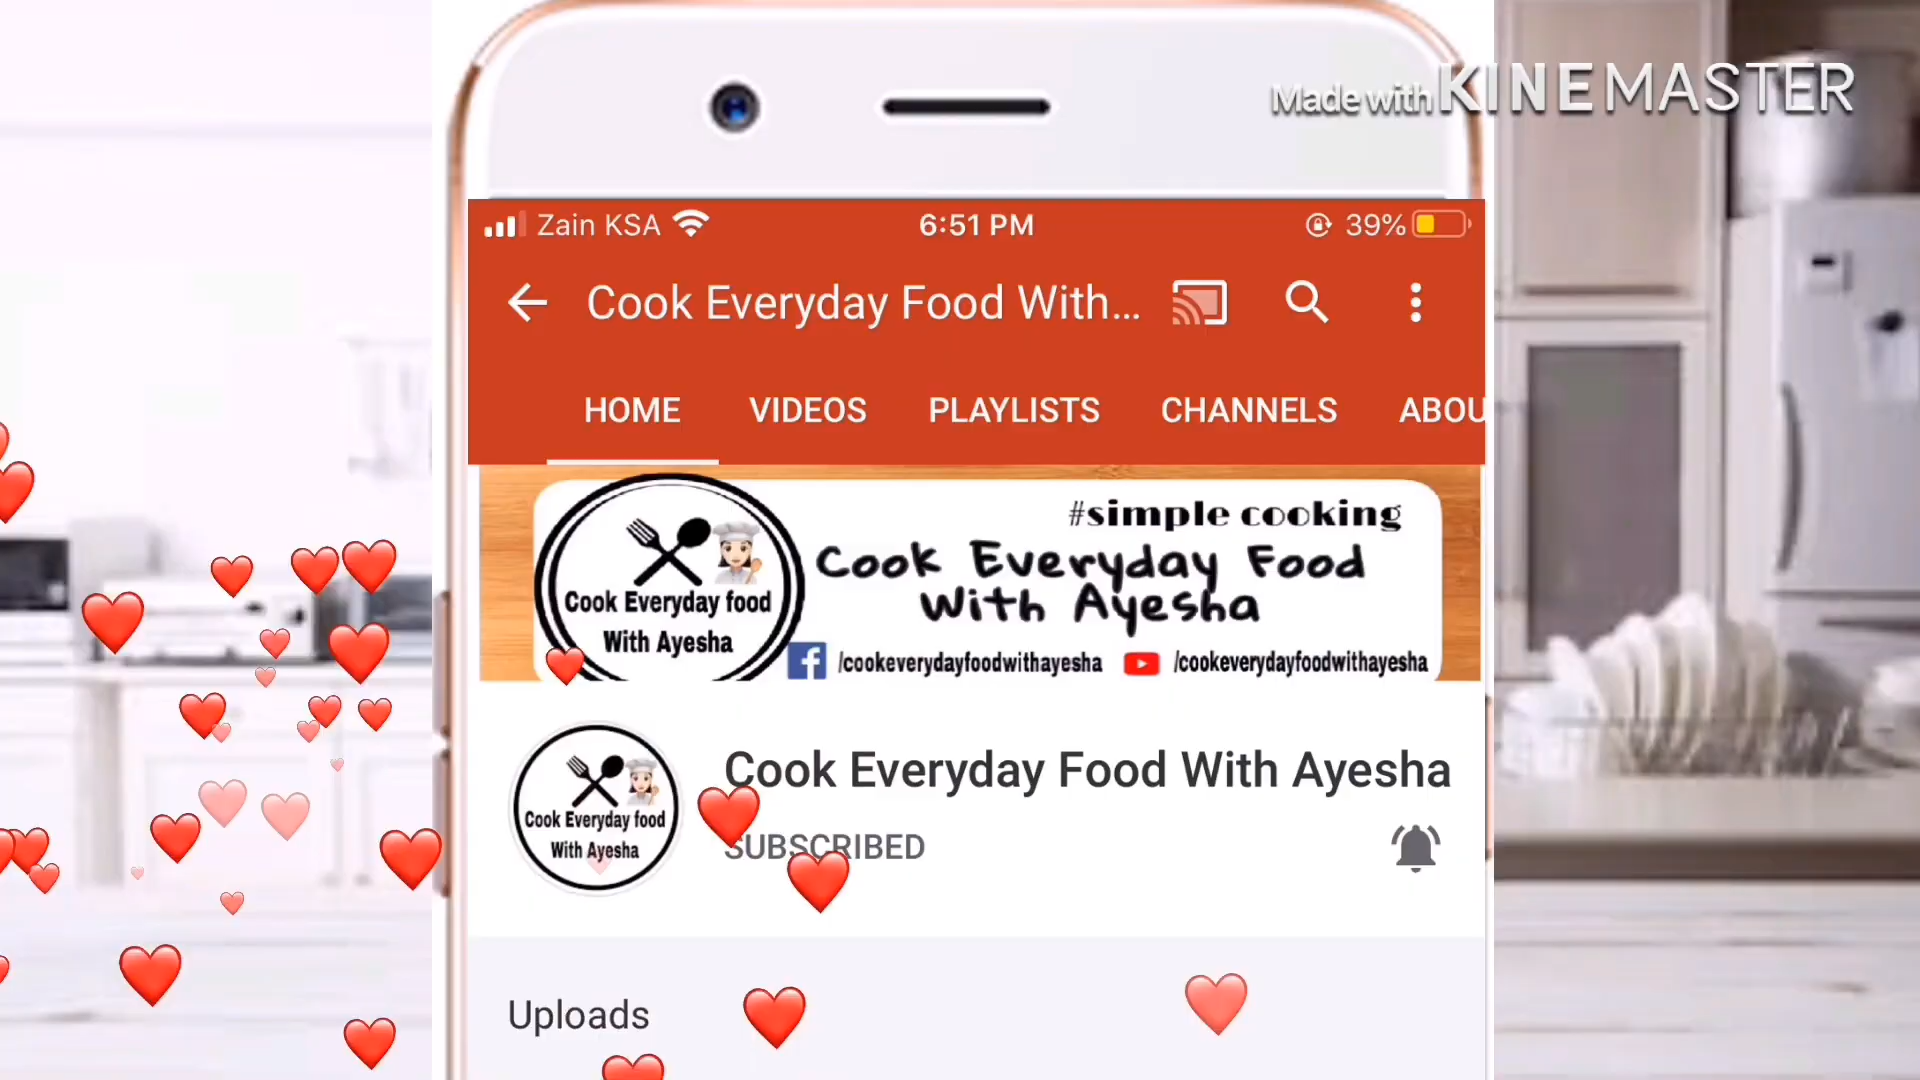 Made with KINEMASTER
Zain KSA 6:51 PM 39%
Cook Everyday Food With...
HOME VIDEOS PLAYLISTS CHANNELS ABOU
#simple cooking
Cook Everyday Food
With Ayesha
Cook Everyday food
With Ayesha
/cookeverydayfoodwithayesha /cookeverydayfoodwithayesha
Cook Everyday Food With Ayesha
SUBSCRIBED
Cook Everyday food
With Ayesha
Uploads